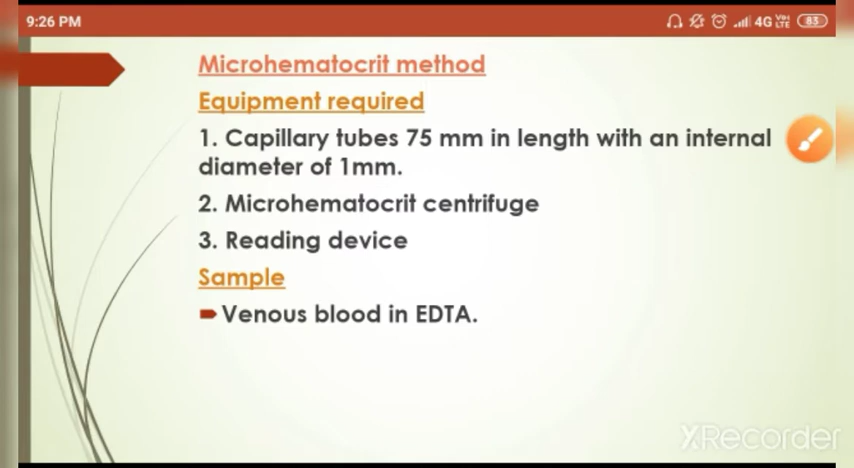 9:26 PM
4G VoLTE 83
Microhematocrit method
Equipment required
1. Capillary tubes 75 mm in length with an internal
diameter of 1mm.
2. Microhematocrit centrifuge
3. Reading device
Sample
Venous blood in EDTA.
XRecorder